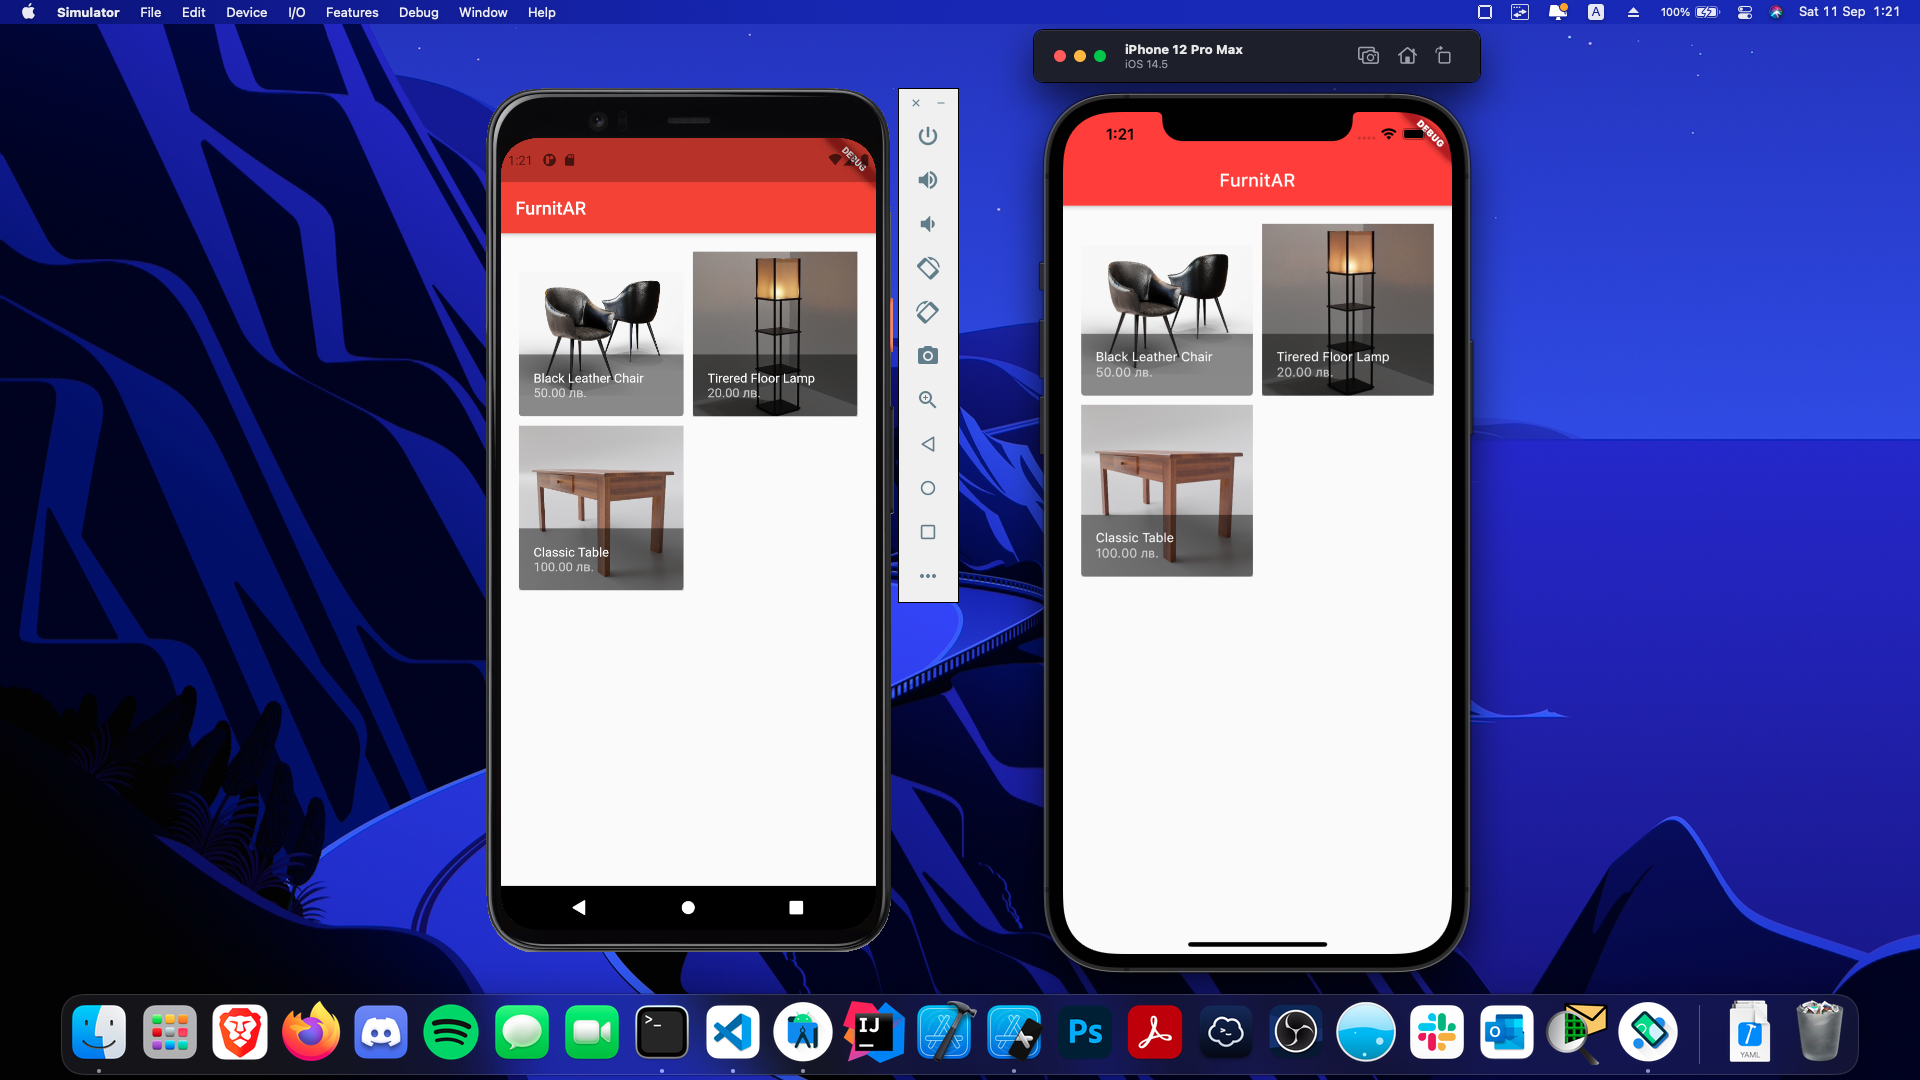 Simulator File Edit Device I/O Features Debug Window Help
A 100% Sat 11 Sep 1:21
iPhone 12 Pro Max
iOS 14.5
1:21
DEBUG
FurnitAR
Black Leather Chair
50.00 лв.
Tirered Floor Lamp
20.00 лв.
Classic Table
100.00 лв.
1:21
DEBUG
FurnitAR
Black Leather Chair
50.00 лв.
Tirered Floor Lamp
20.00 лв.
Classic Table
100.00 лв.
>_
IJ
Ps
O
T
YAML